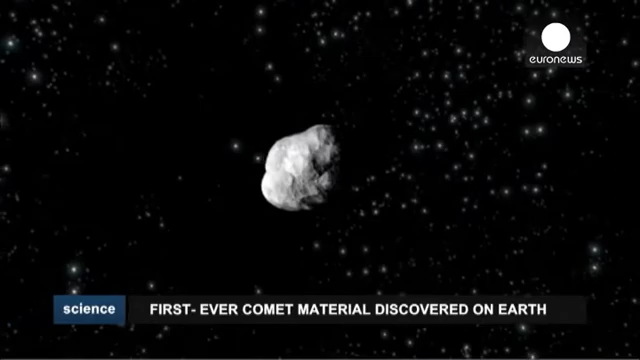 euronews
science
FIRST- EVER COMET MATERIAL DISCOVERED ON EARTH